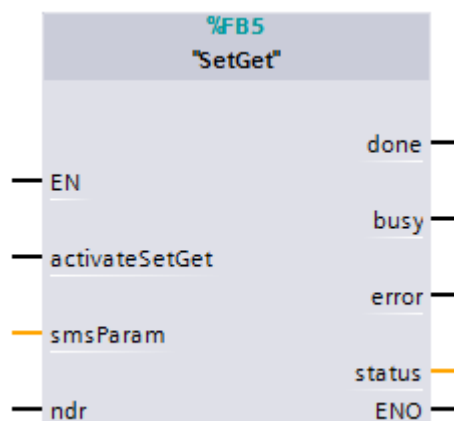 %FB5
"SetGet"
done
EN
busy
activateSetGet
error
smsParam
status
ndr ENO